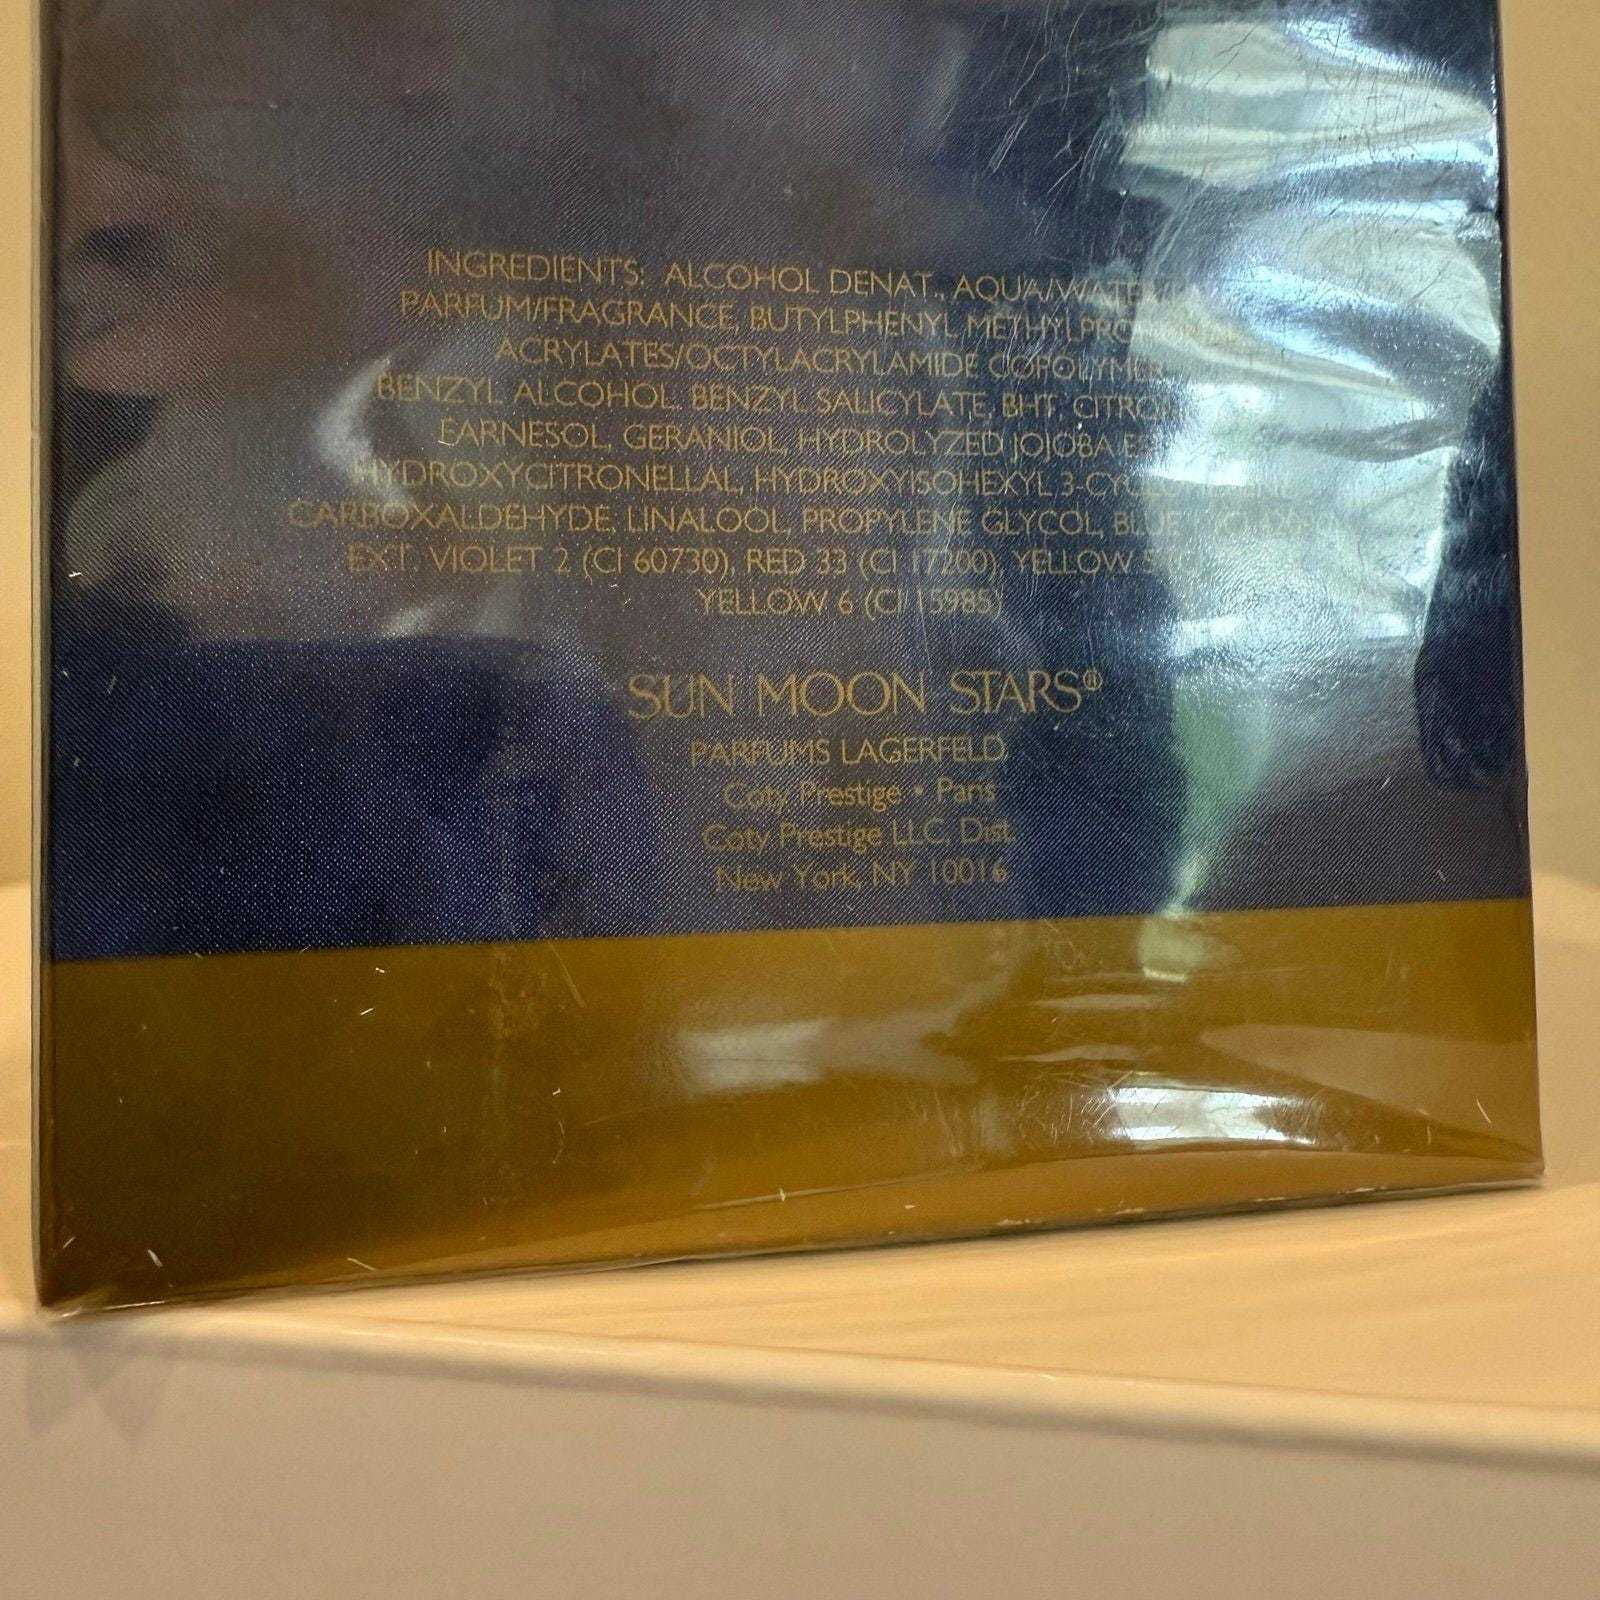 INGREDIENTS: ALCOHOL DENAT., AQUA/WATER
PARFUM/FRAGRANCE, BUTYLPHENYL
ACRYLATES/OCTYLACRYLAMIDE COPOLYMER
BENZYL ALCOHOL, BENZYL SALICYLATE, BHT,
FARNESOL, GERANIOL, HYDROLYZED JOJOBA
HYDROXYCITRONELLAL, HYDROXYISOHEXYL
CARBOXALDEHYDE, LINALOOL, PROPYLENE GLYCOL, BLUE
EXT. VIOLET 2 (CI 60730), RED 33 (CI 17200), YELLOW
YELLOW 6 (CI 15985)
SUN MOON STARS®
PARFUMS LAGERFELD,
Coty Prestige • Paris
Coty Prestige LLC, Dist.
New York, NY 10016